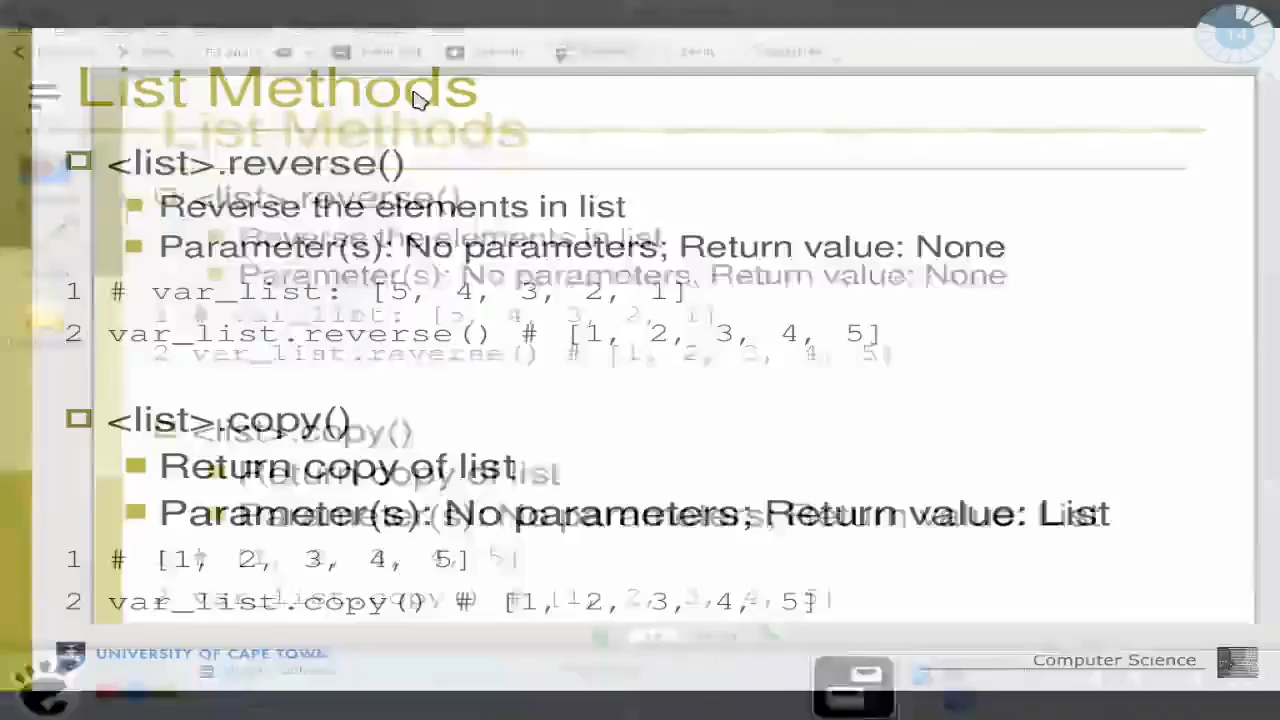 14
List Methods
<list>.reverse()
Reverse the elements in list
Parameter(s): No parameters; Return value: None
1 # var_list: [5, 4, 3, 2, 1]
2 var_list.reverse() # [1, 2, 3, 4, 5]
<list>.copy()
Return copy of list
Parameter(s): No parameters; Return value: List
1 # [1, 2, 3, 4, 5]
2 var_list.copy() # [1, 2, 3, 4, 5]
UNIVERSITY OF CAPE TOWN
Computer Science